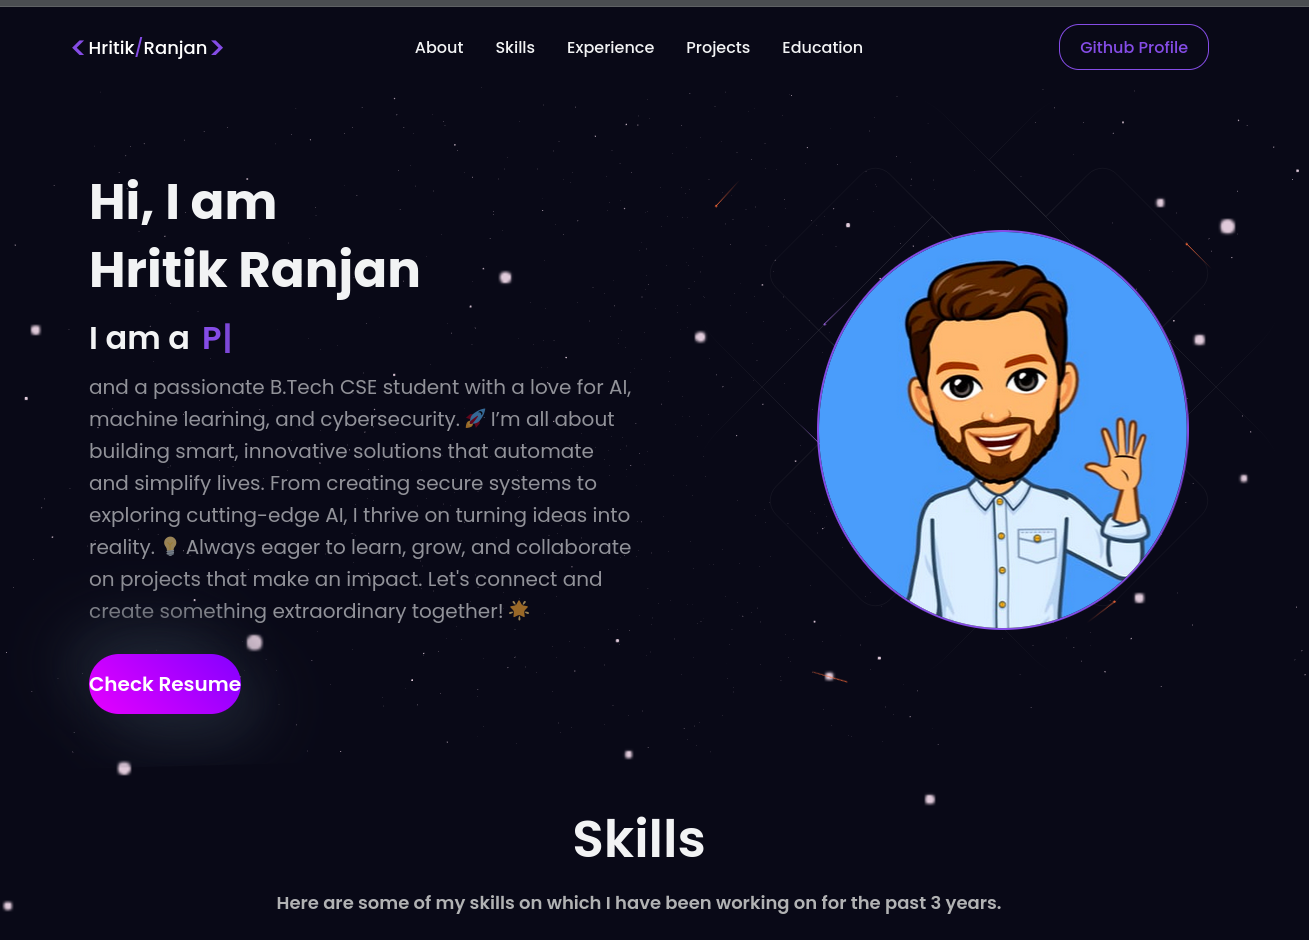 <Hritik/Ranjan>
About Skills Experience Projects Education
Github Profile
Hi, I am
Hritik Ranjan
I am a P|
and a passionate B.Tech CSE student with a love for AI,
machine learning, and cybersecurity. 🚀 I’m all about
building smart, innovative solutions that automate
and simplify lives. From creating secure systems to
exploring cutting-edge AI, I thrive on turning ideas into
reality. 💡 Always eager to learn, grow, and collaborate
on projects that make an impact. Let's connect and
create something extraordinary together! 🌟
Check Resume
Skills
Here are some of my skills on which I have been working on for the past 3 years.